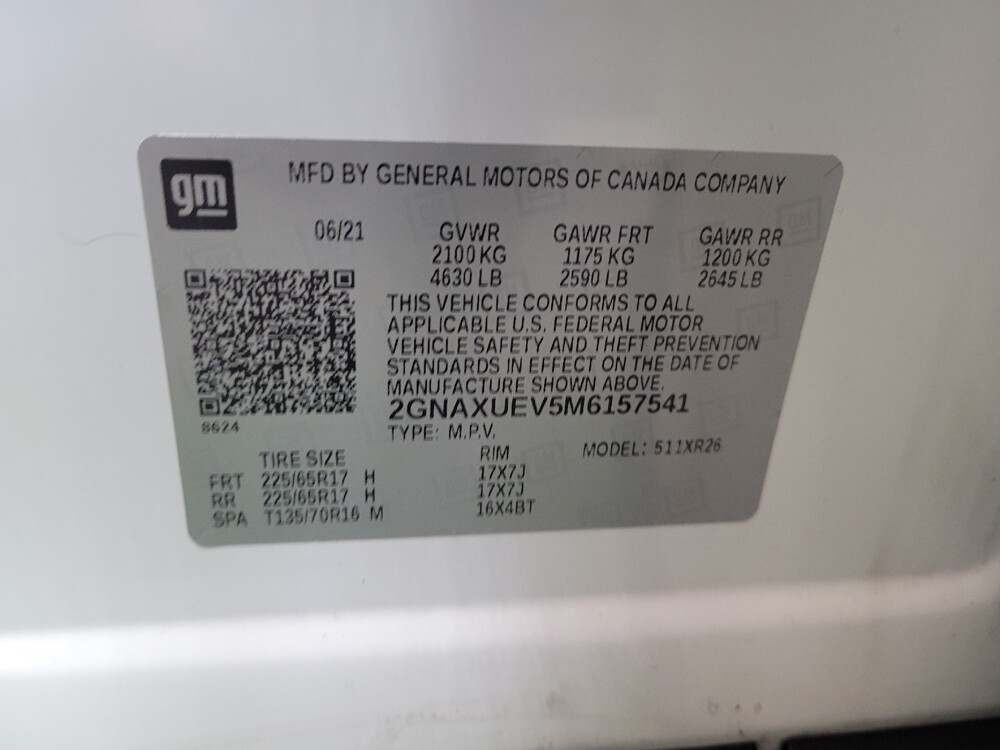 gm
MFD BY GENERAL MOTORS OF CANADA COMPANY
06/21 GVWR GAWR FRT GAWR RR
2100 KG 1175 KG 1200 KG
4630 LB 2590 LB 2645 LB
THIS VEHICLE CONFORMS TO ALL
APPLICABLE U.S. FEDERAL MOTOR
VEHICLE SAFETY AND THEFT PREVENTION
STANDARDS IN EFFECT ON THE DATE OF
MANUFACTURE SHOWN ABOVE.
2GNAXUEV5M6157541
8624
TYPE: M.P.V. MODEL: 511XR26
TIRE SIZE RIM
FRT 225/65R17 H 17X7J
RR 225/65R17 H 17X7J
SPA T135/70R16 M 16X4BT